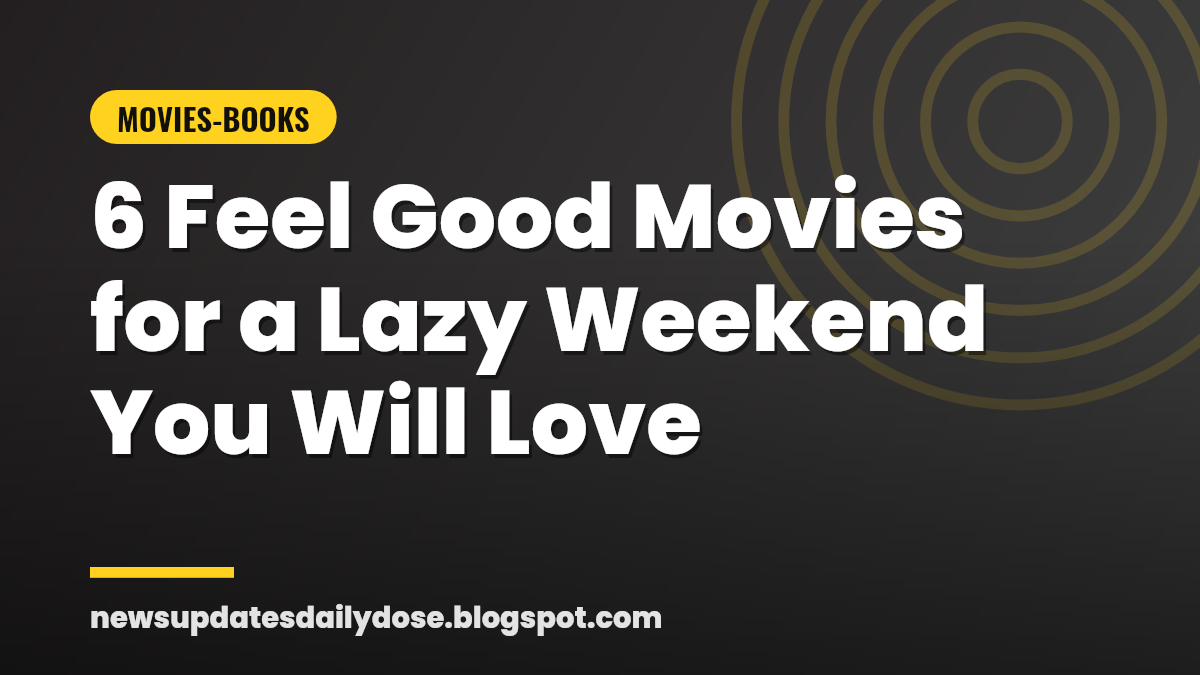 MOVIES-BOOKS
6 Feel Good Movies
for a Lazy Weekend
You Will Love
newsupdatesdailydose.blogspot.com